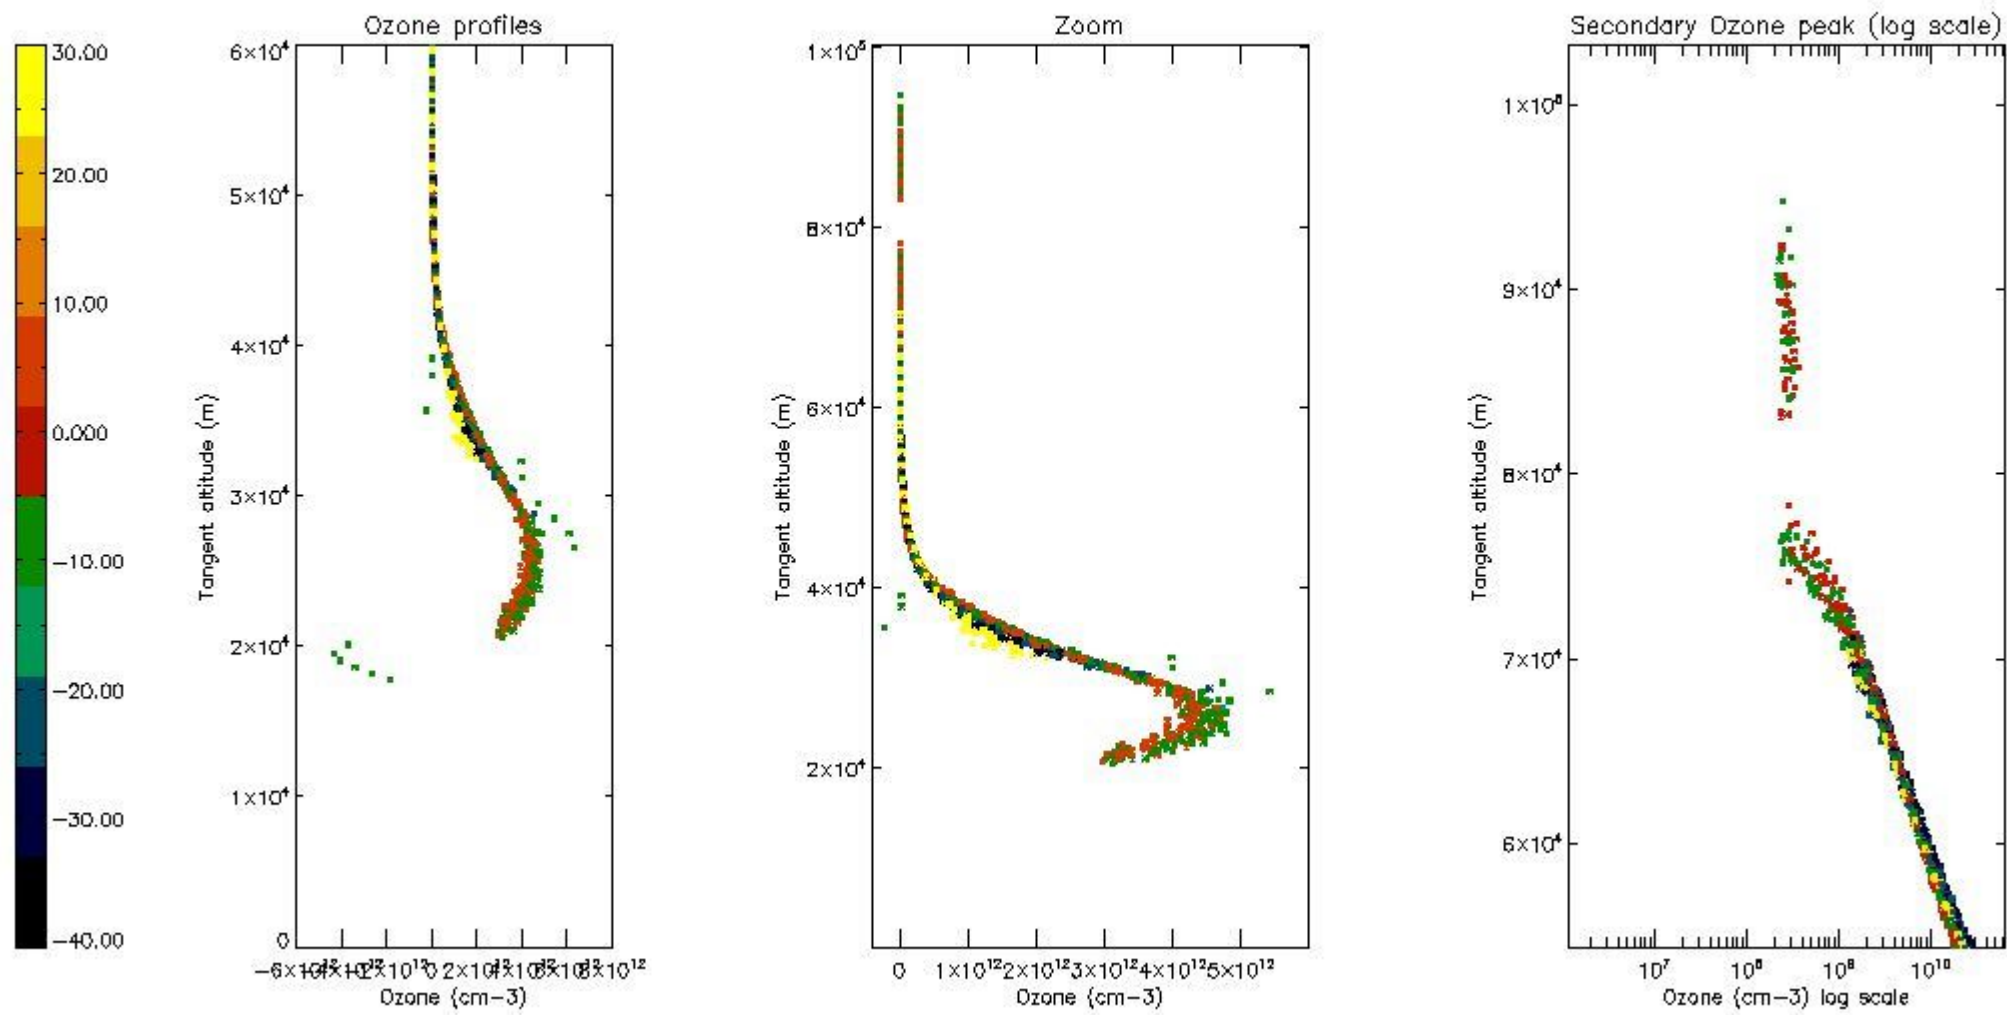 Ozone profiles
Zoom
Secondary Ozone peak (log scale)
30.00
20.00
10.00
0.000
−10.00
−20.00
−30.00
−40.00
6×10⁴
5×10⁴
4×10⁴
3×10⁴
2×10⁴
1×10⁴
0
Tangent altitude (m)
0
8×10¹²
Ozone (cm−3)
1×10⁵
8×10⁴
6×10⁴
4×10⁴
2×10⁴
Tangent altitude (m)
0 1×10¹² 2×10¹² 3×10¹² 4×10¹² 5×10¹²
Ozone (cm−3)
9×10⁴
8×10⁴
7×10⁴
6×10⁴
Tangent altitude (m)
10⁷ 10⁹ 10¹⁰
Ozone (cm−3) log scale